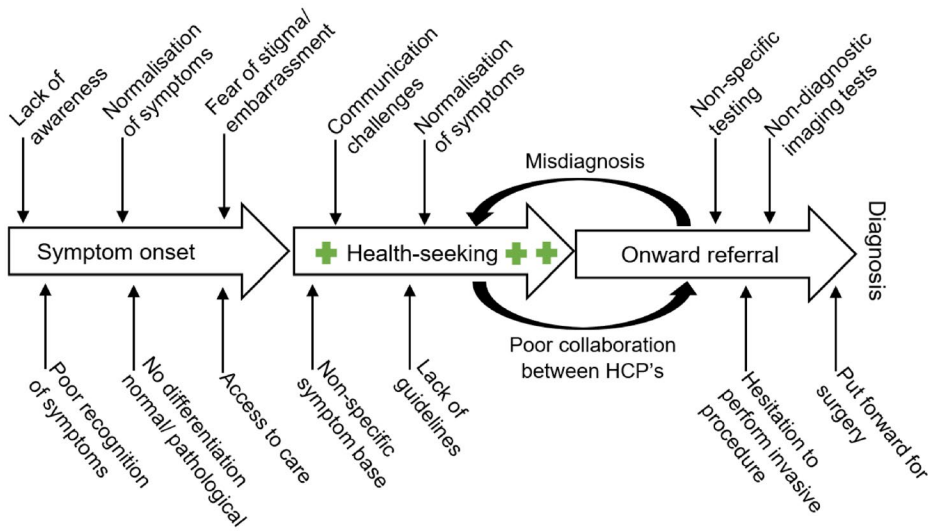 Lack of
awareness
Normalisation
of symptoms
Fear of stigma/
embarrassment
Communication
challenges
Normalisation
of symptoms
Non-specific
testing
Non-diagnostic
imaging tests
Misdiagnosis
Symptom onset
Health-seeking
Onward referral
Diagnosis
Poor collaboration
between HCP's
Poor recognition
of symptoms
No differentiation
normal/ pathological
Access to care
Non-specific
symptom base
Lack of
guidelines
Hesitation to
perform invasive
procedure
Put forward for
surgery